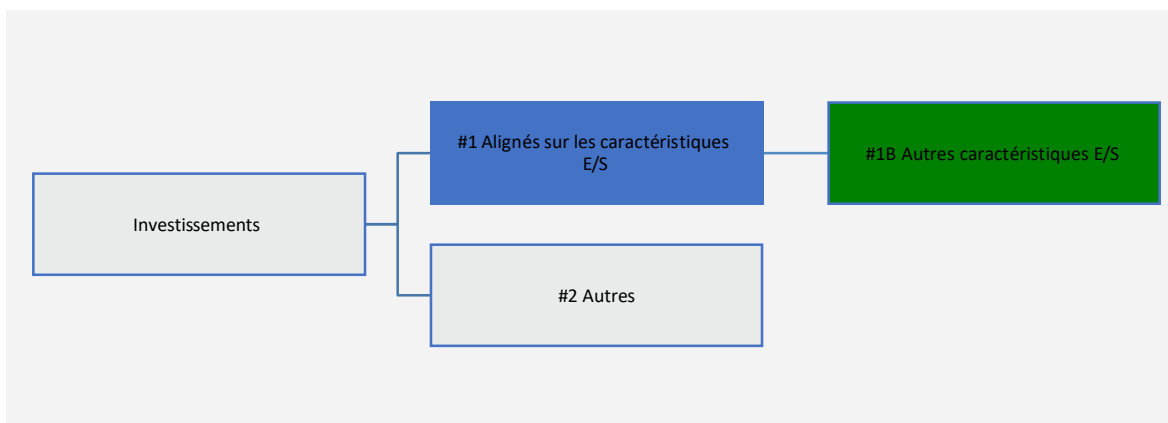 #1 Alignés sur les caractéristiques
E/S
#1B Autres caractéristiques E/S
Investissements
#2 Autres